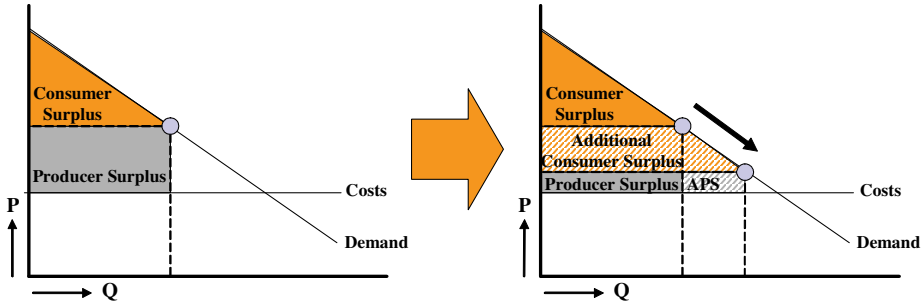 Consumer
Surplus
Producer Surplus
Costs
P
Demand
Q
Consumer
Surplus
Additional
Consumer Surplus
Producer Surplus
APS
Costs
P
Demand
Q